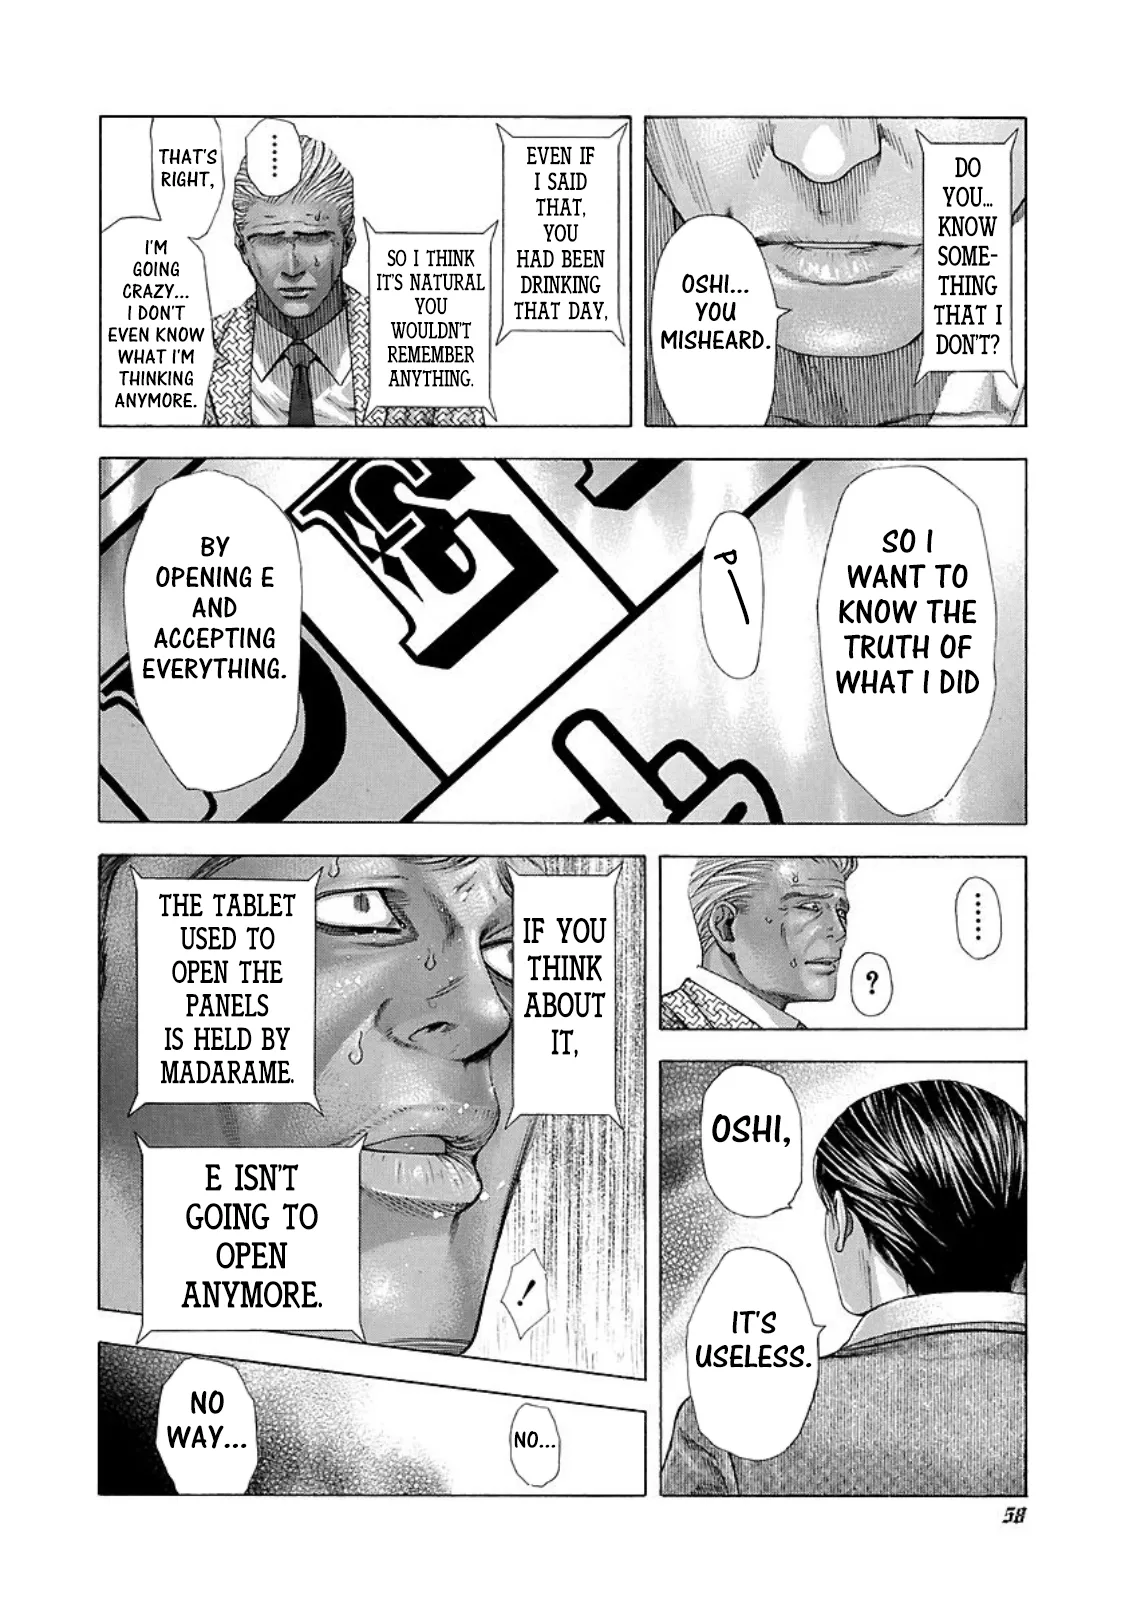 DO
YOU...
KNOW
SOME-
THING
THAT I
DON'T?
OSHI...
YOU
MISHEARD.
EVEN IF
I SAID
THAT,
YOU
HAD BEEN
DRINKING
THAT DAY,
SO I THINK
IT'S NATURAL
YOU
WOULDN'T
REMEMBER
ANYTHING.
......
THAT'S
RIGHT,
I'M
GOING
CRAZY...
I DON'T
EVEN KNOW
WHAT I'M
THINKING
ANYMORE.
SO I
WANT TO
KNOW THE
TRUTH OF
WHAT I DID
P—
E
BY
OPENING E
AND
ACCEPTING
EVERYTHING.
......
?
OSHI,
IT'S
USELESS.
IF YOU
THINK
ABOUT
IT,
THE TABLET
USED TO
OPEN THE
PANELS
IS HELD BY
MADARAME.
E ISN'T
GOING TO
OPEN
ANYMORE.
!
NO...
NO
WAY...
58